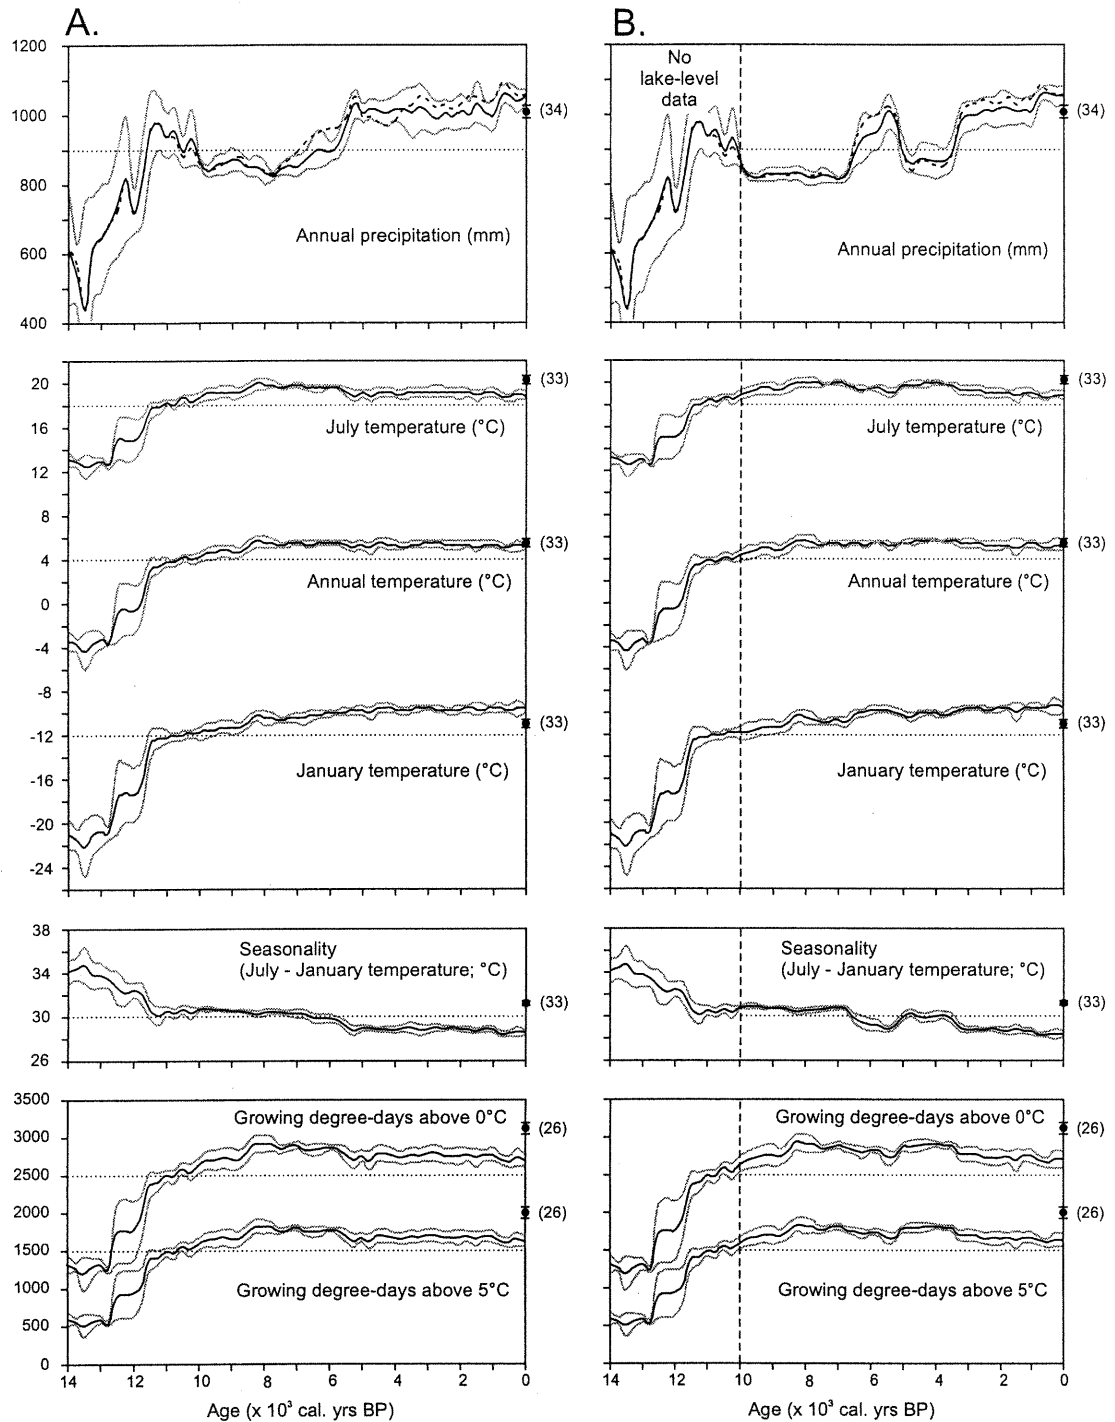 A.
B.
1200
1000
800
600
400
No
lake-level
data
(34)
(34)
Annual precipitation (mm)
Annual precipitation (mm)
20
16
12
8
4
0
-4
-8
-12
-16
-20
-24
(33)
(33)
July temperature (°C)
July temperature (°C)
(33)
(33)
Annual temperature (°C)
Annual temperature (°C)
(33)
(33)
January temperature (°C)
January temperature (°C)
38
34
30
26
Seasonality
(July - January temperature; °C)
Seasonality
(July - January temperature; °C)
(33)
(33)
3500
3000
2500
2000
1500
1000
500
0
Growing degree-days above 0°C
Growing degree-days above 0°C
(26)
(26)
(26)
(26)
Growing degree-days above 5°C
Growing degree-days above 5°C
14 12 10 8 6 4 2 0
14 12 10 8 6 4 2 0
Age (x 10³ cal. yrs BP)
Age (x 10³ cal. yrs BP)